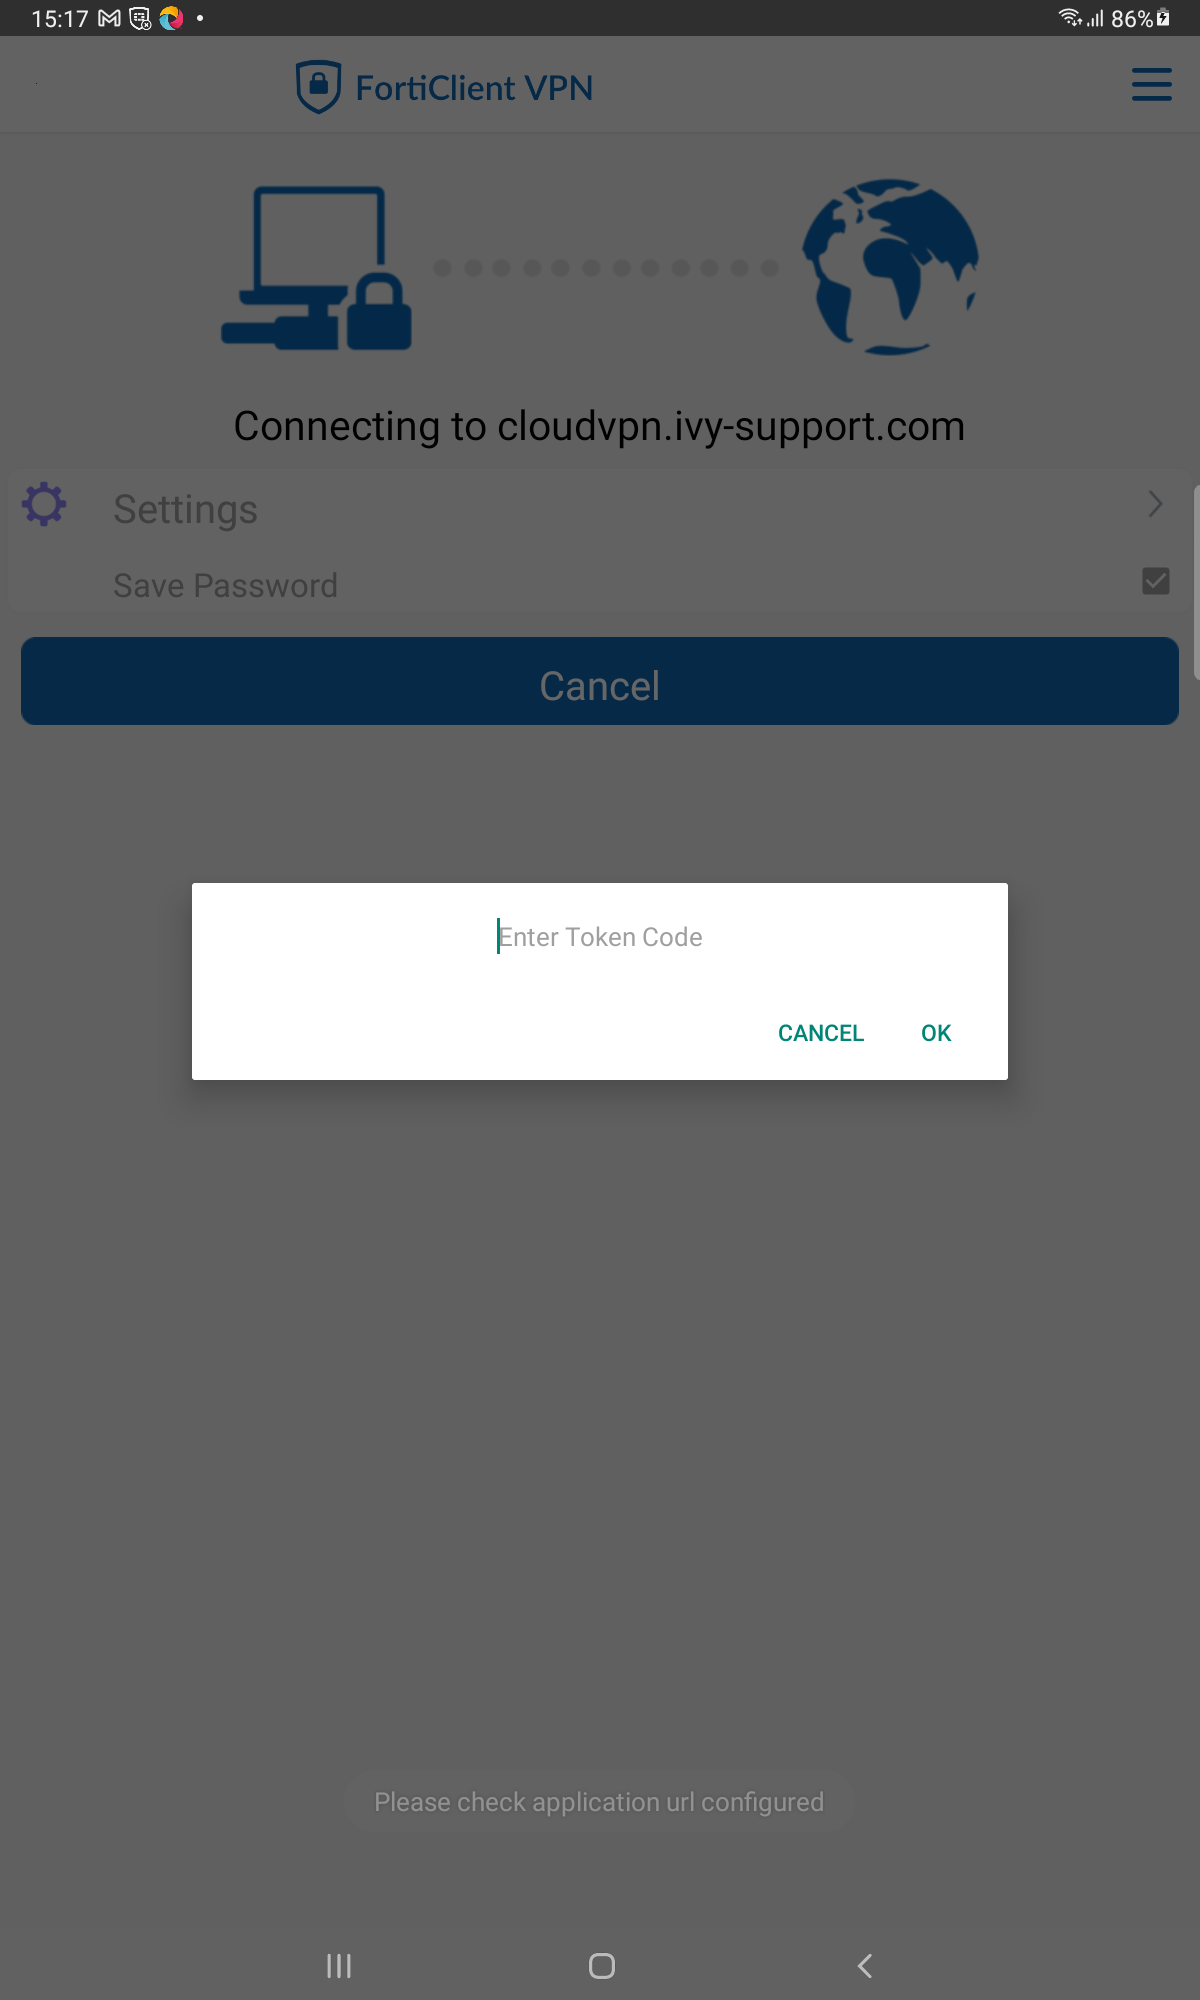 15:17
86%
FortiClient VPN
Connecting to cloudvpn.ivy-support.com
Settings
Save Password
Cancel
Enter Token Code
CANCEL OK
Please check application url configured